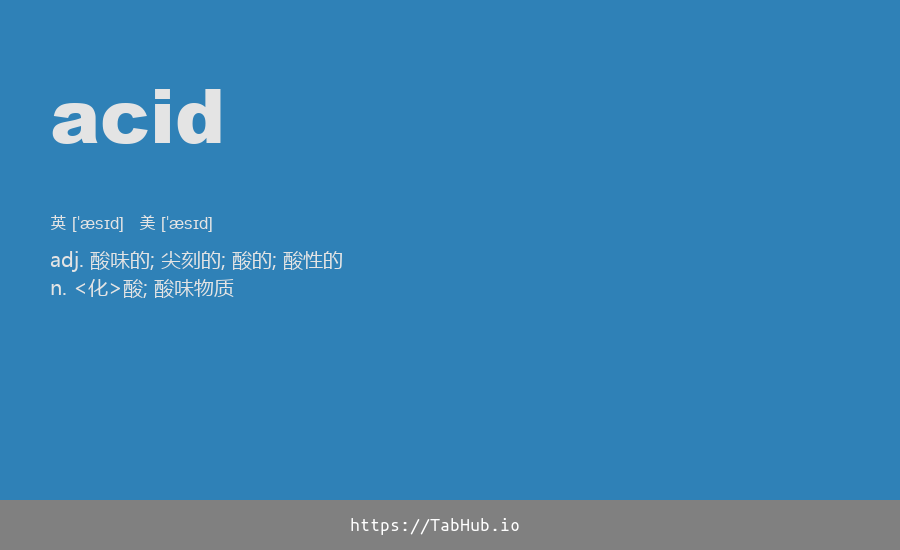 acid
英 [ˈæsɪd] 美 [ˈæsɪd]
adj. 酸味的; 尖刻的; 酸的; 酸性的
n. <化>酸; 酸味物质
https://TabHub.io